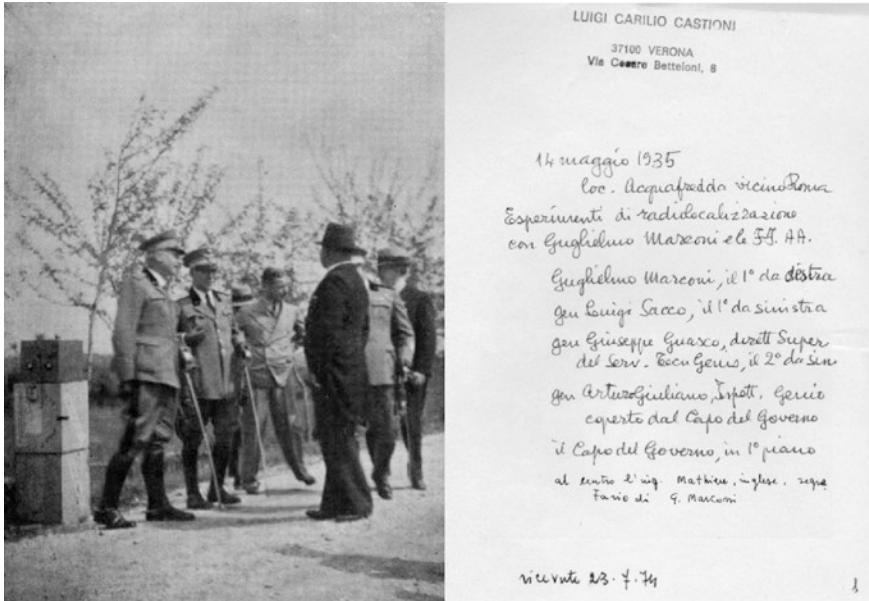 LUIGI CARILIO CASTIONI
37100 VERONA
Via Cesare Betteloni, 8
14 maggio 1935
loc. Acquafredda vicino Roma
Esperimenti di radiolocalizzazione
con Guglielmo Marconi e le FF. AA.
Guglielmo Marconi, il 1° da destra
gen Luigi Sacco, il 1° da sinistra
gen Giuseppe Guasco, dirett Super
del Serv. Tecn Genio, il 2° da sin
gen Arturo Giuliano, Ispett. Genio
coperto dal Capo del Governo
il Capo del Governo, in 1° piano
al centro l'ing. Mathieu, inglese, segre
tario di G. Marconi
ricevute 23.7.74
1